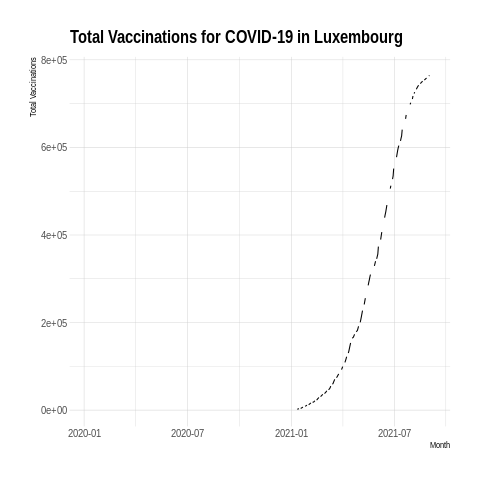 Total Vaccinations for COVID-19 in Luxembourg
Total Vaccinations
8e+05
6e+05
4e+05
2e+05
0e+00
2020-01
2020-07
2021-01
2021-07
Month